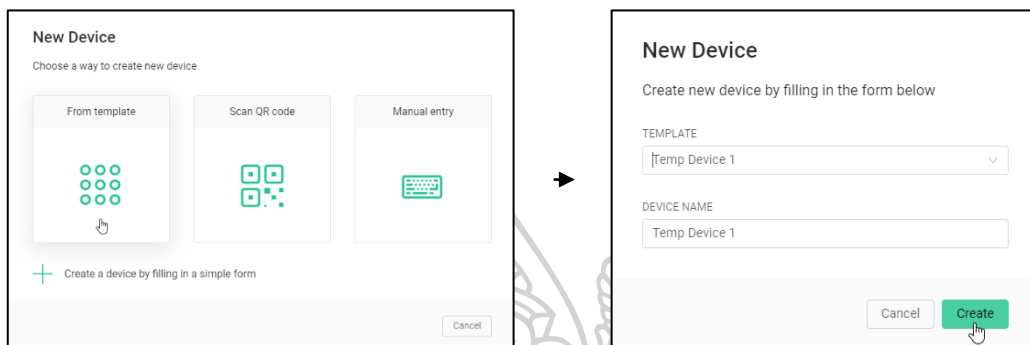 New Device
Choose a way to create new device
From template
Scan QR code
Manual entry
Create a device by filling in a simple form
Cancel
New Device
Create new device by filling in the form below
TEMPLATE
Temp Device 1
DEVICE NAME
Temp Device 1
Cancel
Create